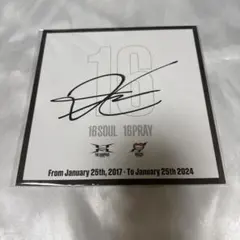 16
16SOUL 16PRAY
From January 25th, 2017 - To January 25th 2024